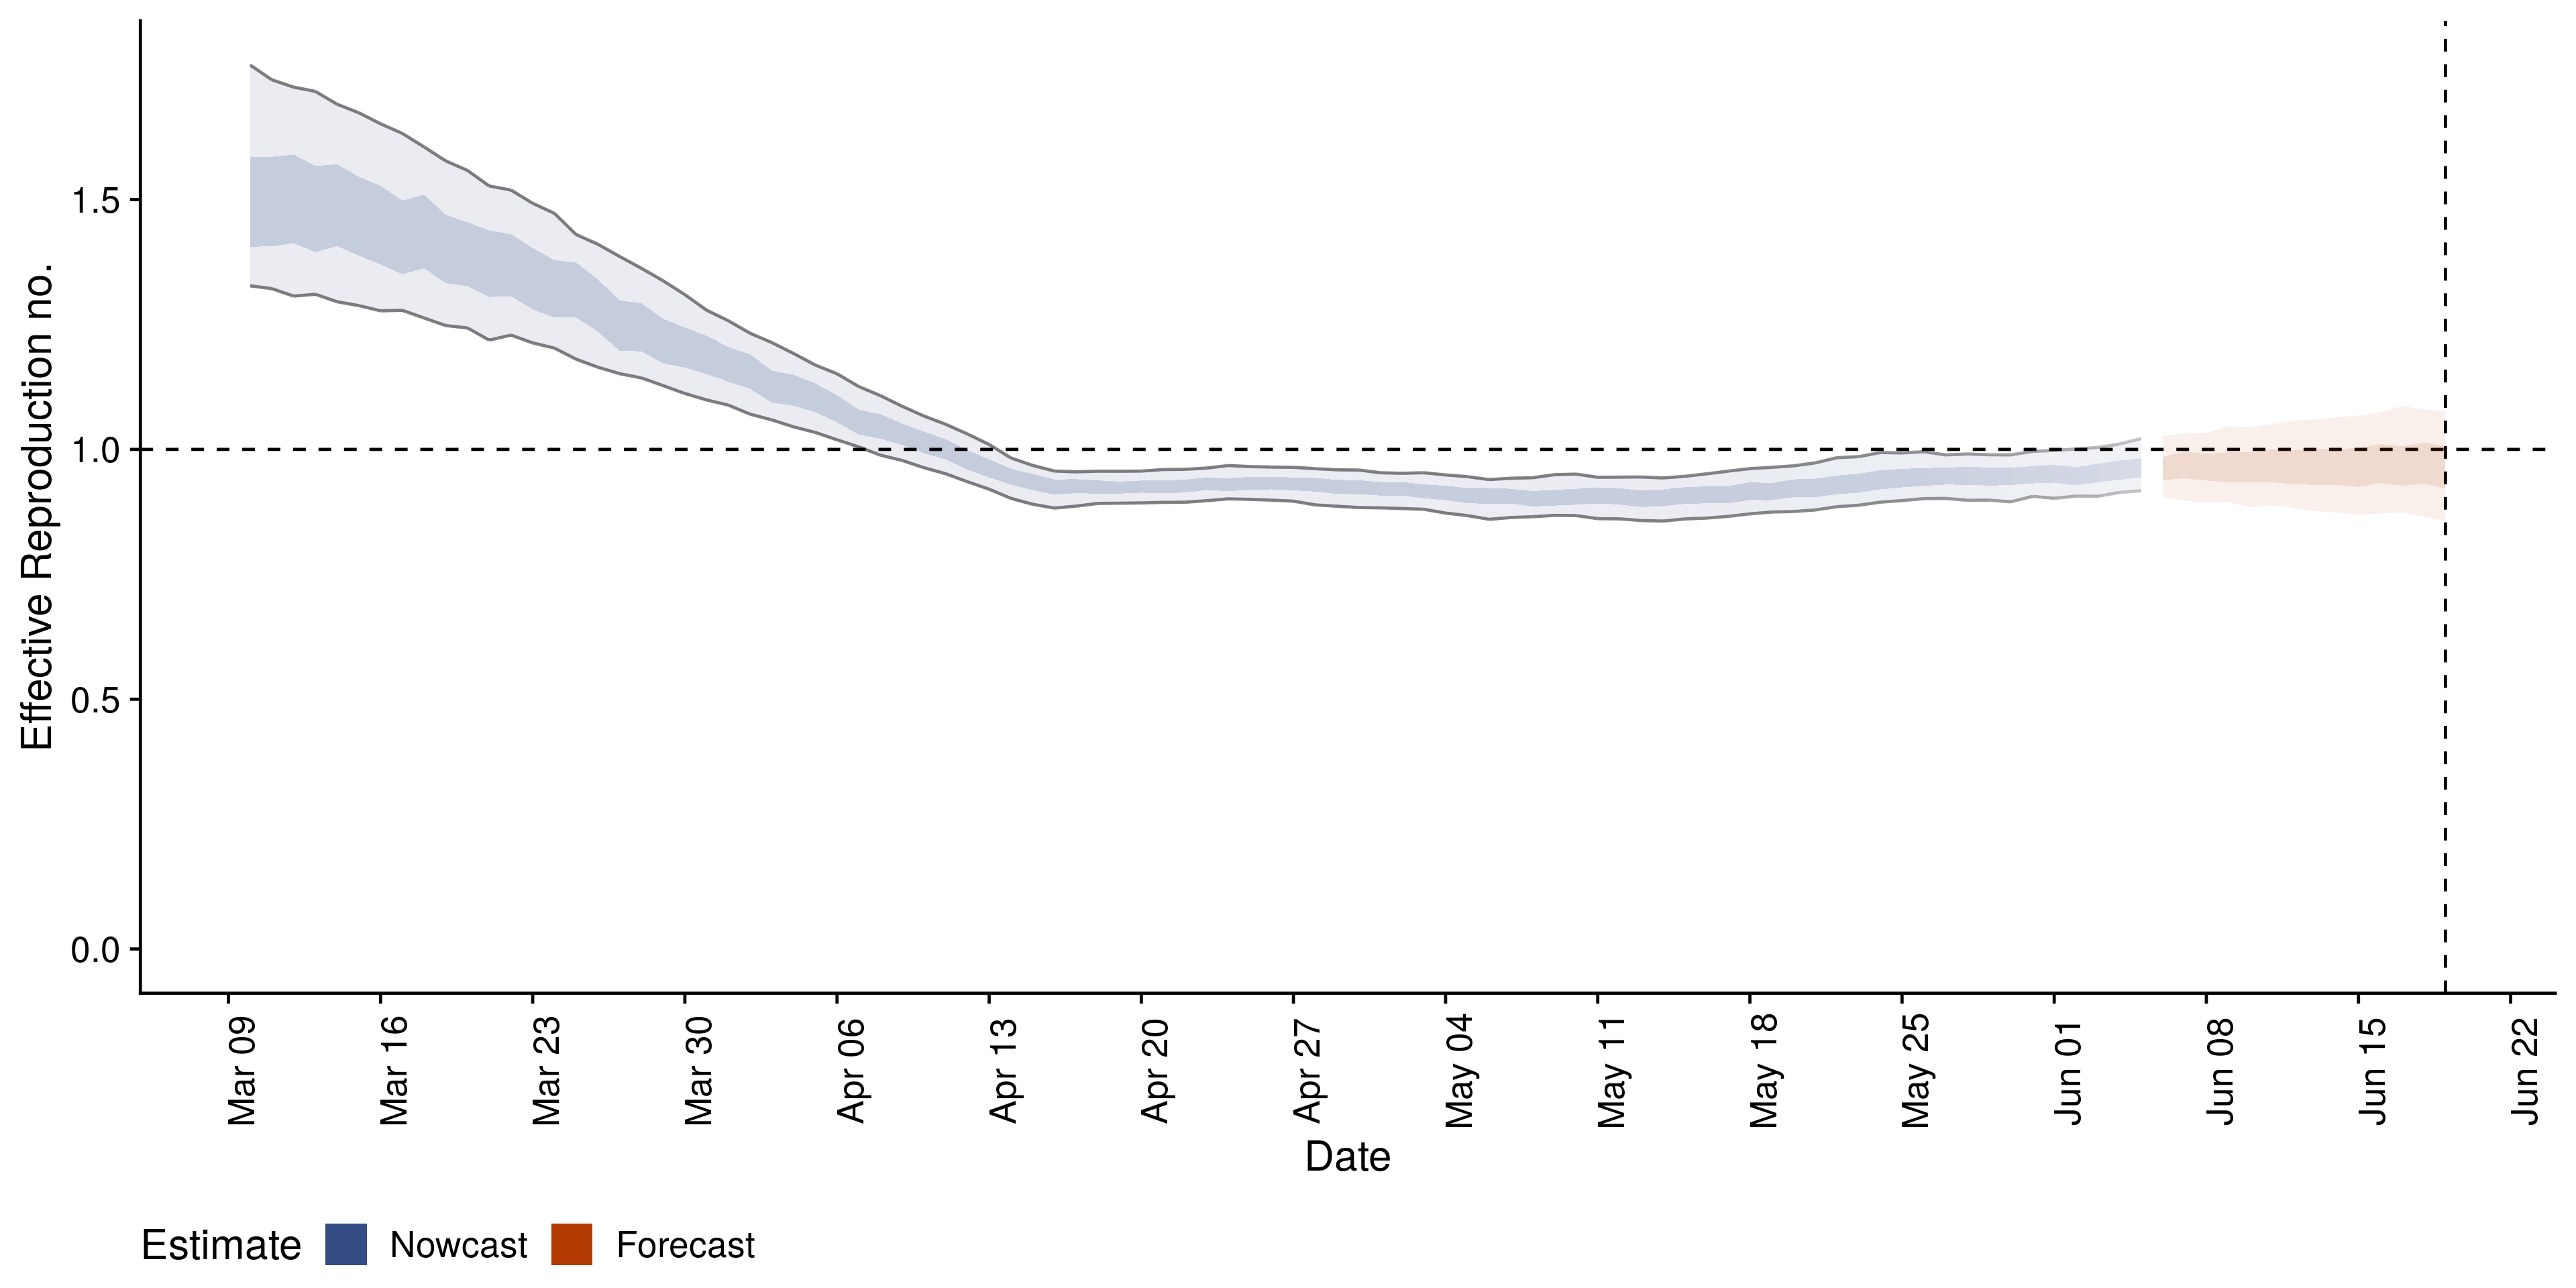 Effective Reproduction no.
1.5
1.0
0.5
0.0
Mar 09
Mar 16
Mar 23
Mar 30
Apr 06
Apr 13
Apr 20
Apr 27
May 04
May 11
May 18
May 25
Jun 01
Jun 08
Jun 15
Jun 22
Date
Estimate Nowcast Forecast